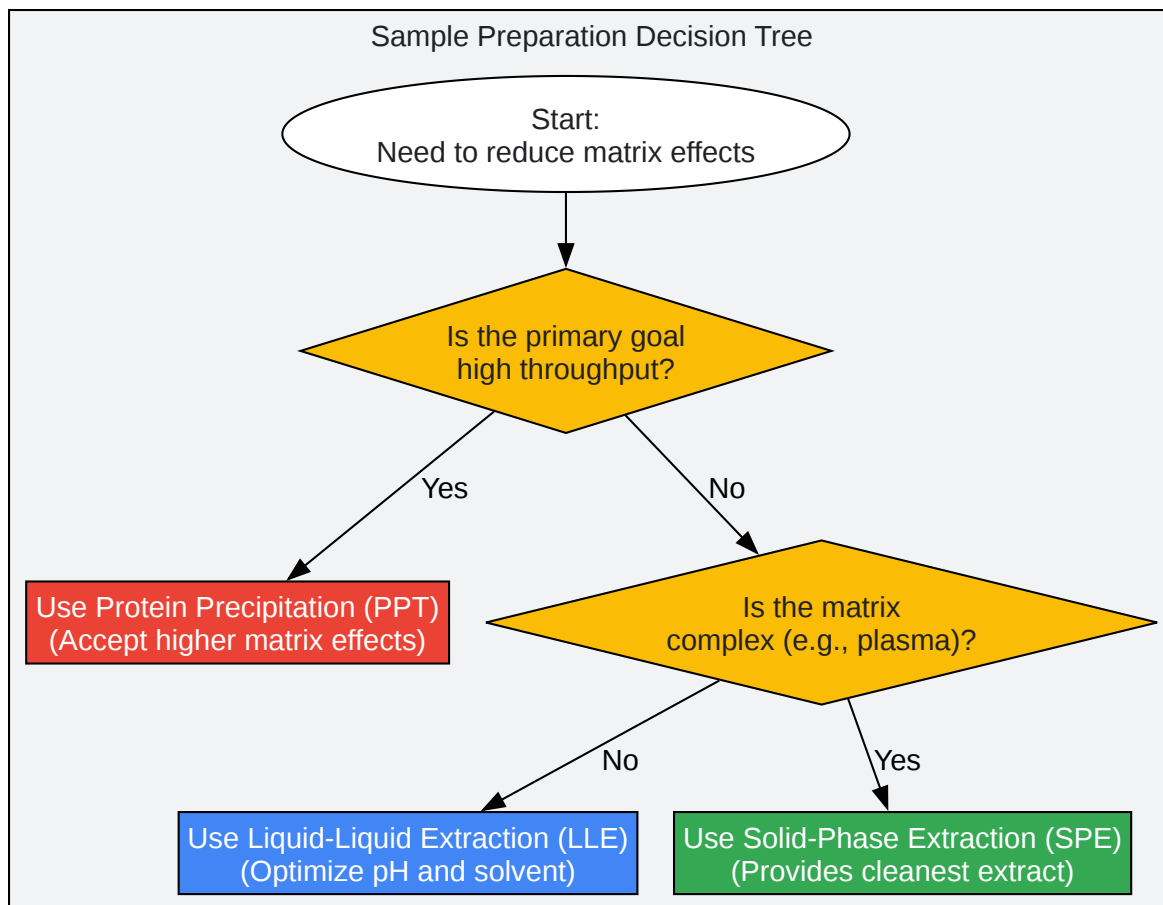 Sample Preparation Decision Tree
Start:
Need to reduce matrix effects
Is the primary goal
high throughput?
Yes
No
Use Protein Precipitation (PPT)
(Accept higher matrix effects)
Is the matrix
complex (e.g., plasma)?
No
Yes
Use Liquid-Liquid Extraction (LLE)
(Optimize pH and solvent)
Use Solid-Phase Extraction (SPE)
(Provides cleanest extract)